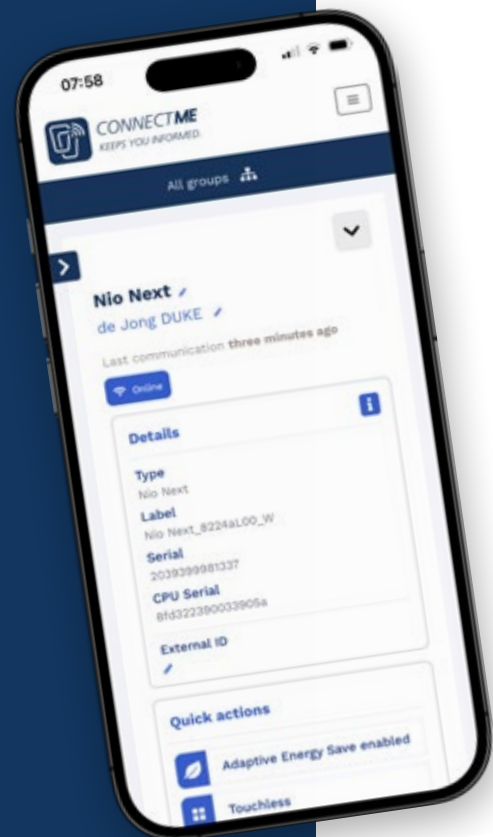 07:58
CONNECTME
KEEPS YOU INFORMED.
All groups
Nio Next
de Jong DUKE
Last communication three minutes ago
Online
Details
Type
Nio Next
Label
Nio Next_8224aL00_W
Serial
2039399981337
CPU Serial
8fd322390033905a
External ID
Quick actions
Adaptive Energy Save enabled
Touchless